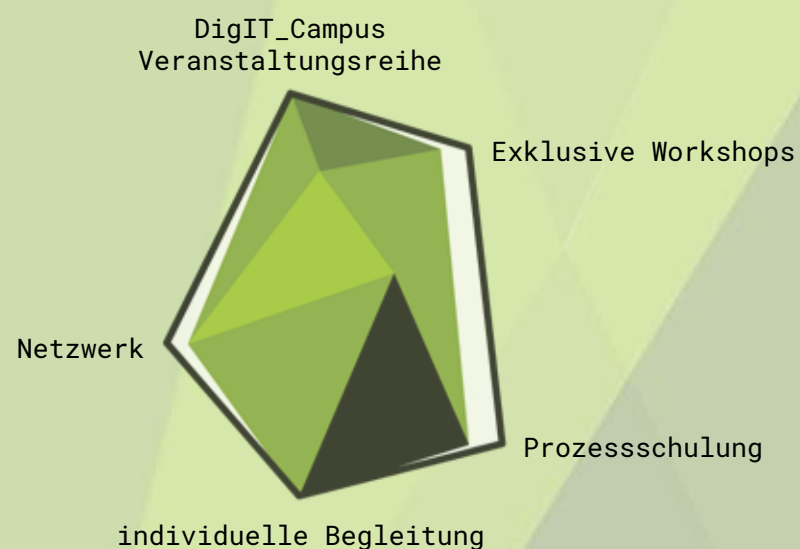 DigIT_Campus
Veranstaltungsreihe
Exklusive Workshops
Netzwerk
Prozessschulung
individuelle Begleitung